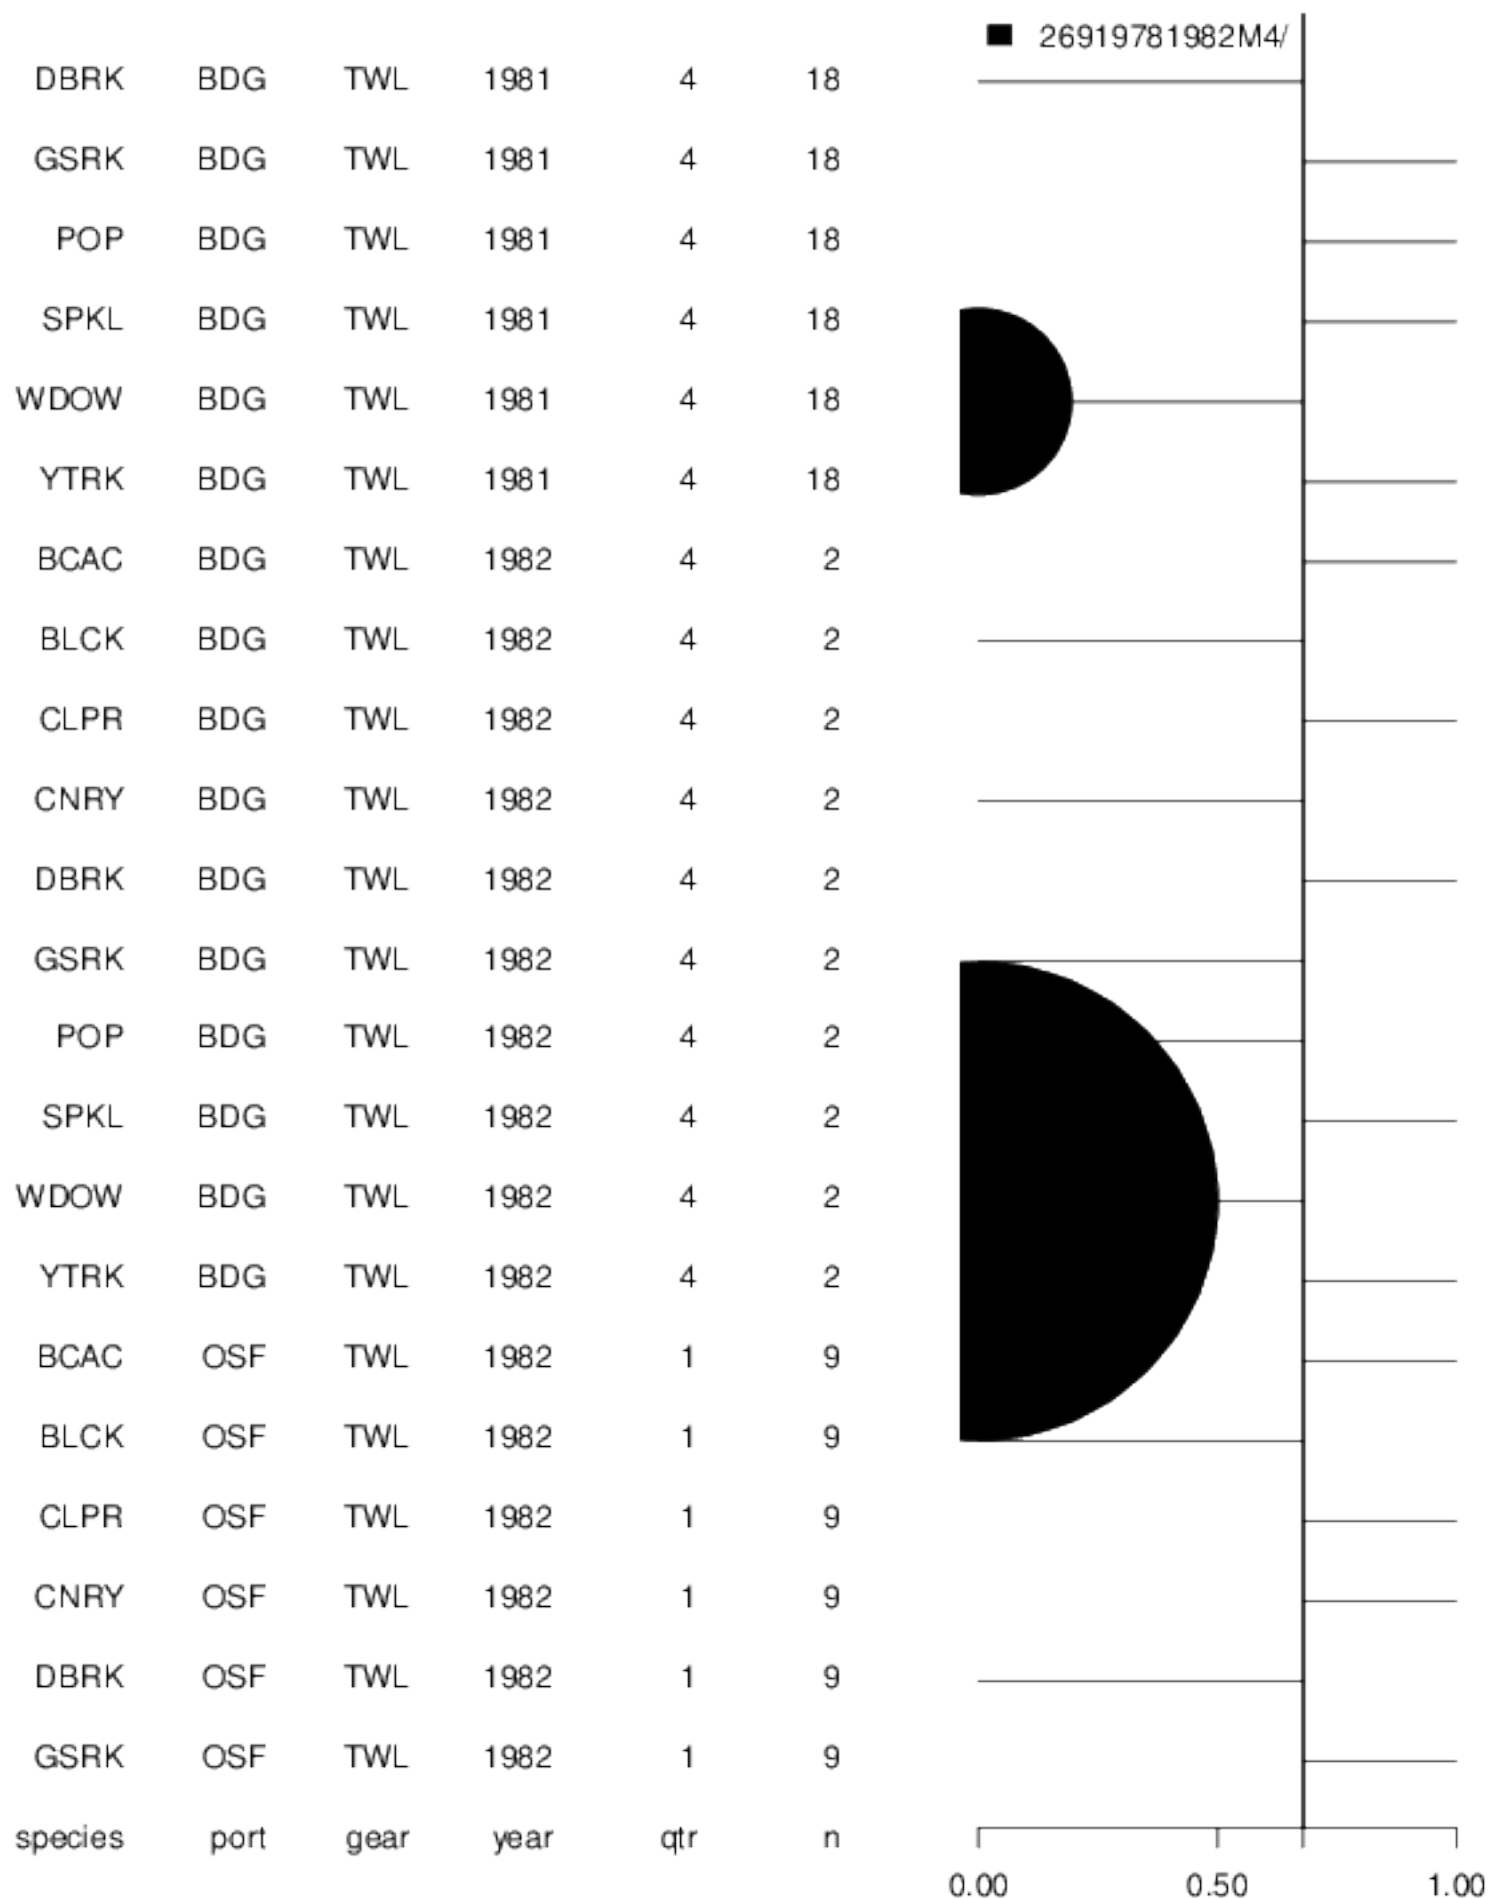 26919781982M4/
DBRK BDG TWL 1981 4 18
GSRK BDG TWL 1981 4 18
POP BDG TWL 1981 4 18
SPKL BDG TWL 1981 4 18
WDOW BDG TWL 1981 4 18
YTRK BDG TWL 1981 4 18
BCAC BDG TWL 1982 4 2
BLCK BDG TWL 1982 4 2
CLPR BDG TWL 1982 4 2
CNRY BDG TWL 1982 4 2
DBRK BDG TWL 1982 4 2
GSRK BDG TWL 1982 4 2
POP BDG TWL 1982 4 2
SPKL BDG TWL 1982 4 2
WDOW BDG TWL 1982 4 2
YTRK BDG TWL 1982 4 2
BCAC OSF TWL 1982 1 9
BLCK OSF TWL 1982 1 9
CLPR OSF TWL 1982 1 9
CNRY OSF TWL 1982 1 9
DBRK OSF TWL 1982 1 9
GSRK OSF TWL 1982 1 9
species port gear year qtr n
0.00 0.50 1.00